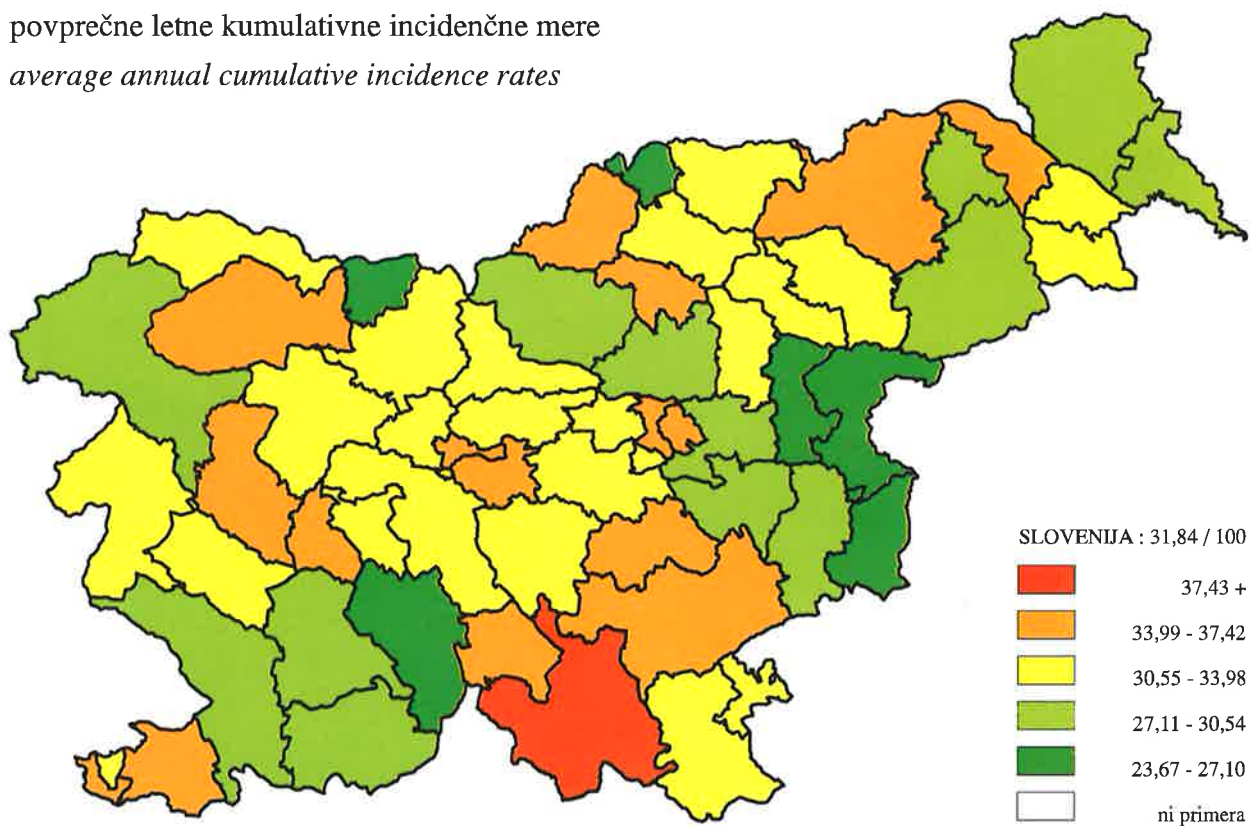 povprečne letne kumulativne incidenčne mere
average annual cumulative incidence rates
SLOVENIJA : 31,84 / 100
37,43 +
33,99 - 37,42
30,55 - 33,98
27,11 - 30,54
23,67 - 27,10
ni primera